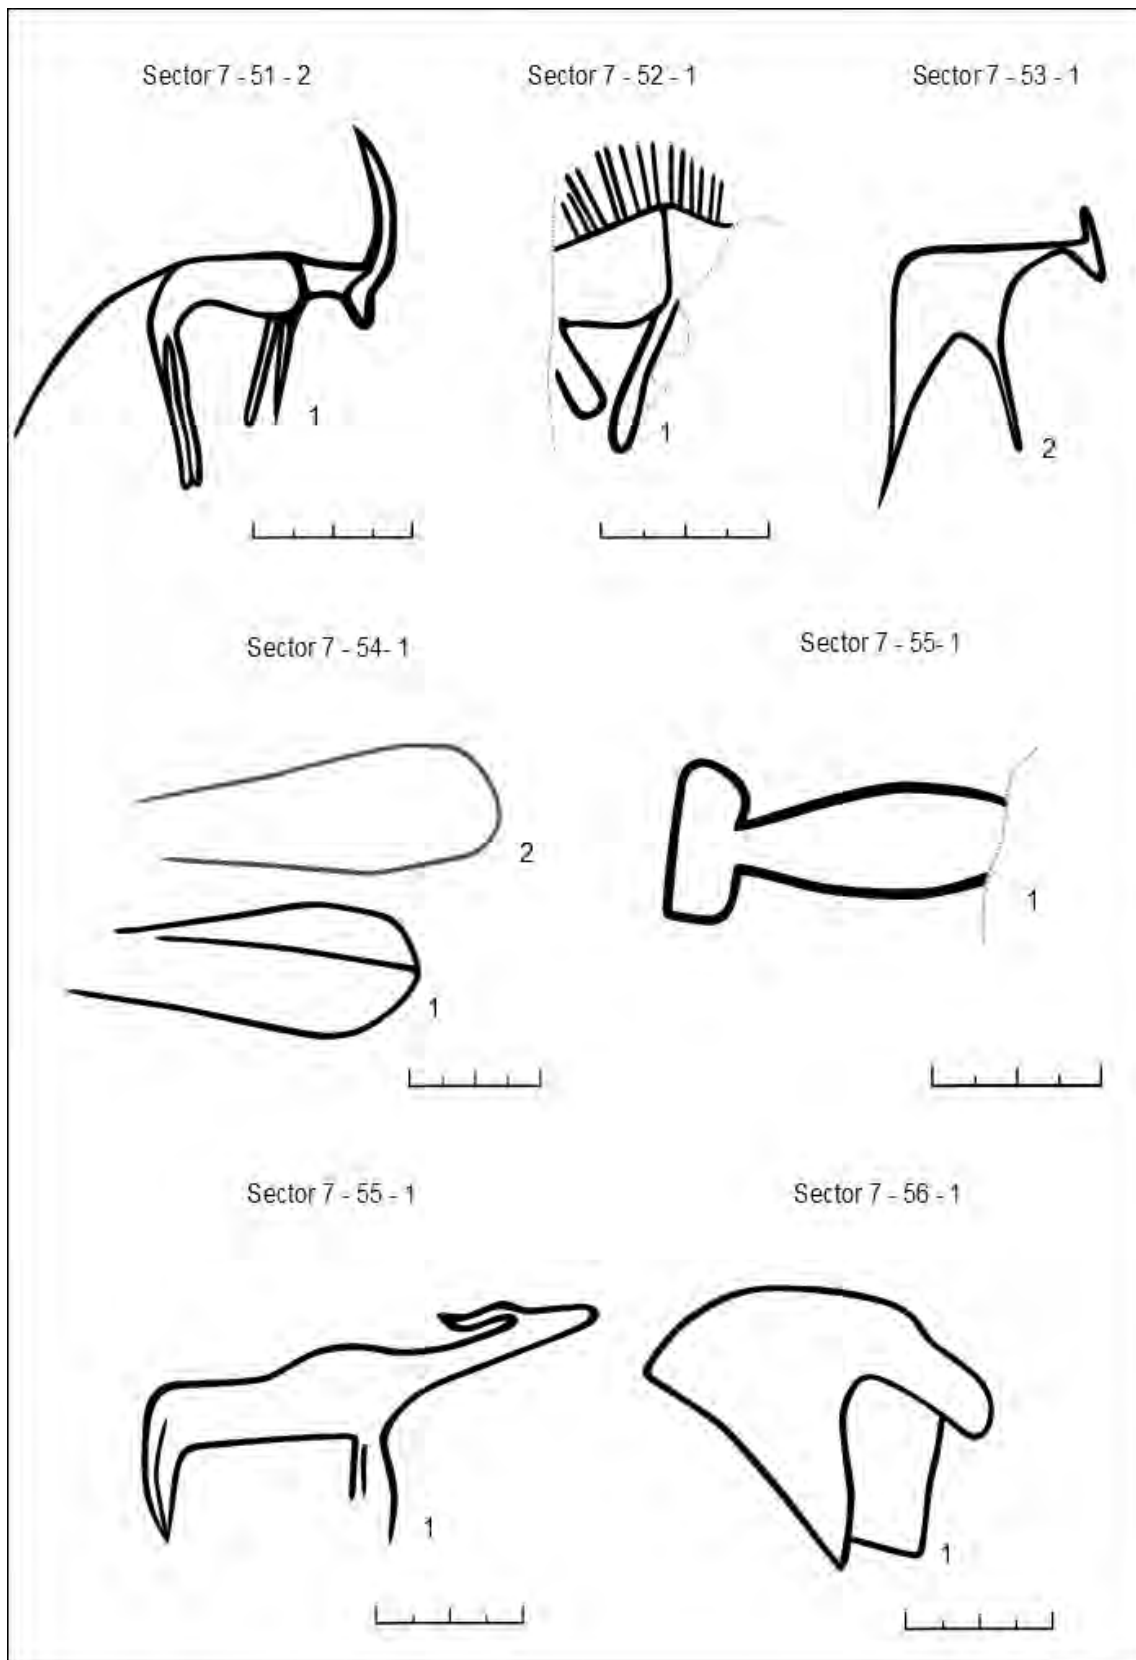 Sector 7 - 51 - 2
Sector 7 - 52 - 1
Sector 7 - 53 - 1
1
1
2
Sector 7 - 54- 1
Sector 7 - 55- 1
2
1
1
Sector 7 - 55 - 1
Sector 7 - 56 - 1
1
1